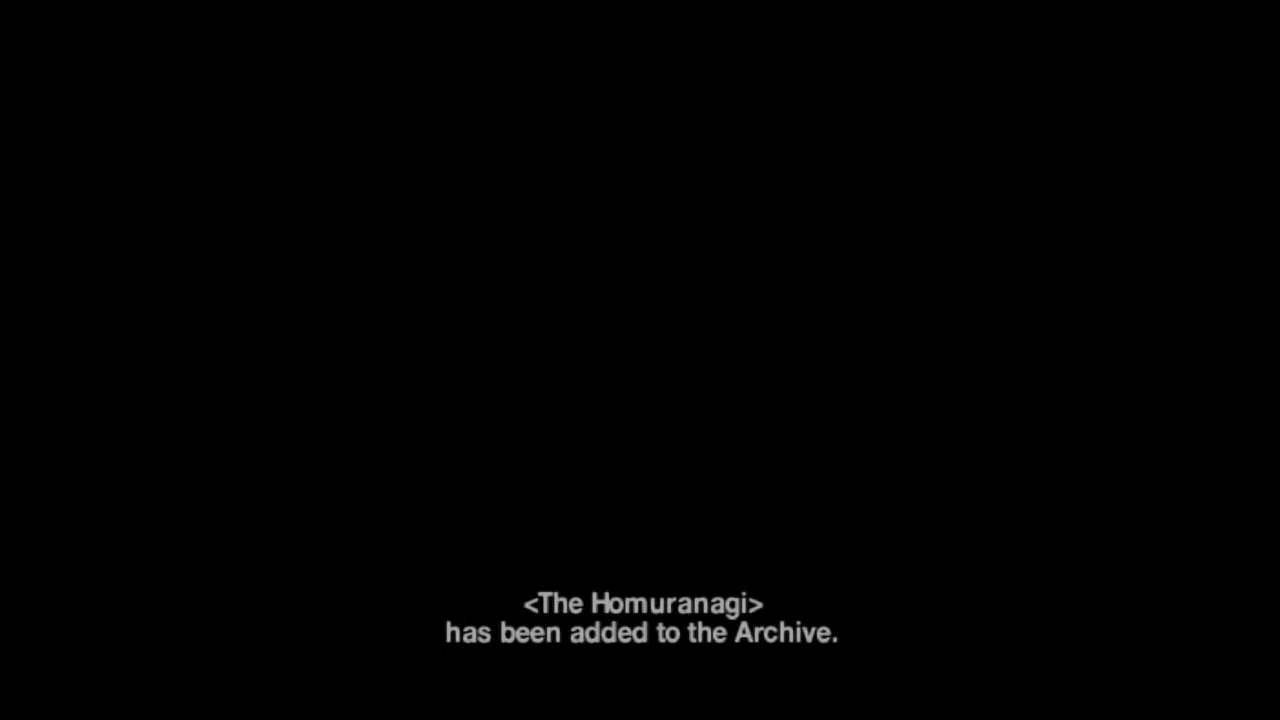 <The Homuranagi>
has been added to the Archive.